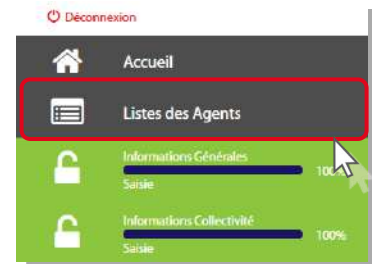 Déconnexion
Accueil
Listes des Agents
Informations Générales
100%
Saisie
Informations Collectivité
100%
Saisie